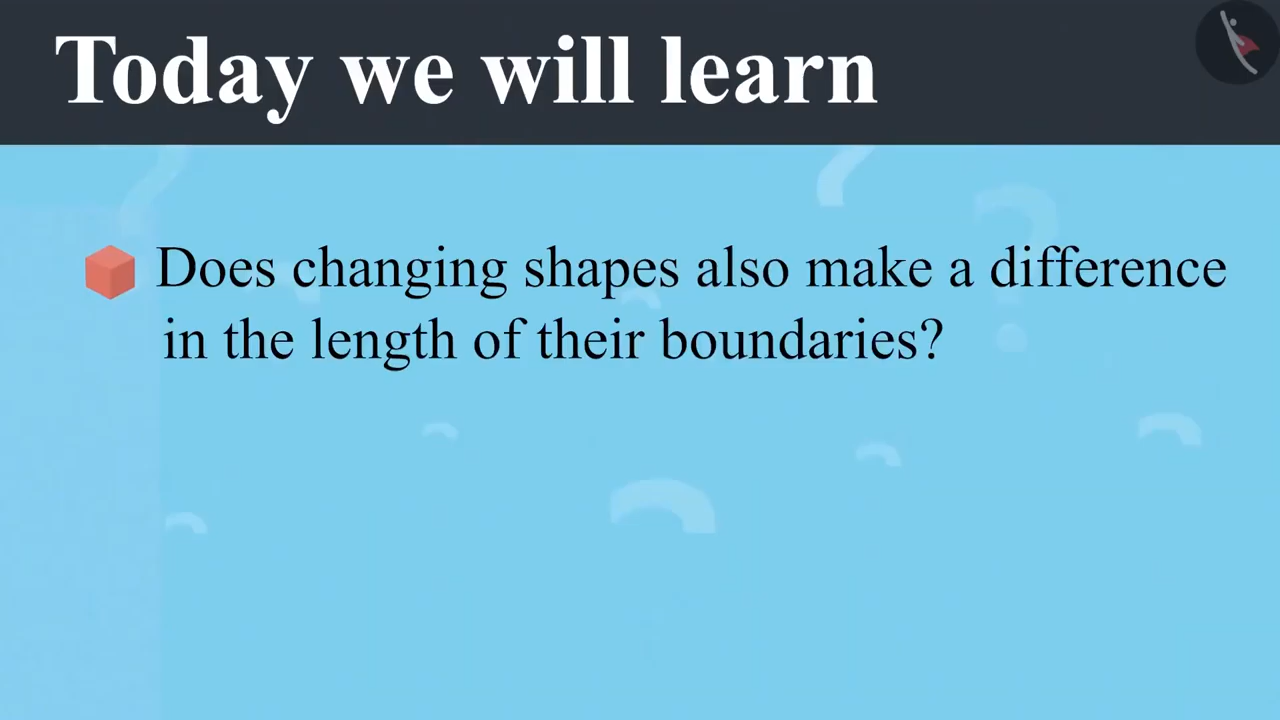 Today we will learn
Does changing shapes also make a difference
in the length of their boundaries?